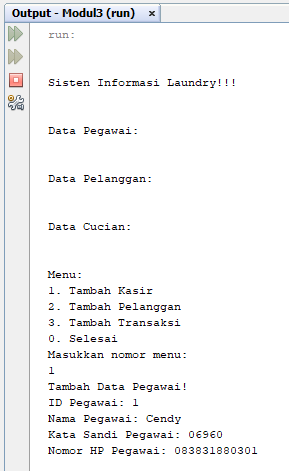 Output - Modul3 (run)
run:
Sisten Informasi Laundry!!!
Data Pegawai:
Data Pelanggan:
Data Cucian:
Menu:
1. Tambah Kasir
2. Tambah Pelanggan
3. Tambah Transaksi
0. Selesai
Masukkan nomor menu:
1
Tambah Data Pegawai!
ID Pegawai: 1
Nama Pegawai: Cendy
Kata Sandi Pegawai: 06960
Nomor HP Pegawai: 083831880301